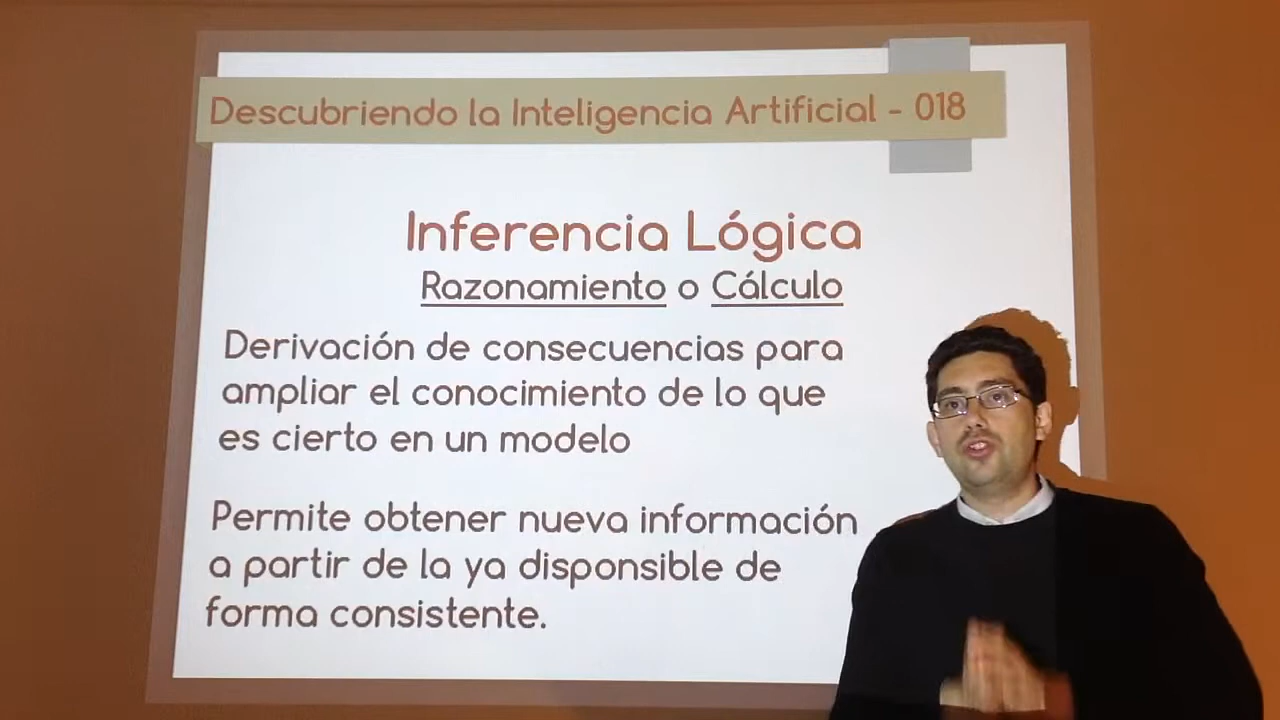 Descubriendo la Inteligencia Artificial - 018
Inferencia Lógica
Razonamiento o Cálculo
Derivación de consecuencias para
ampliar el conocimiento de lo que
es cierto en un modelo
Permite obtener nueva información
a partir de la ya disponsible de
forma consistente.